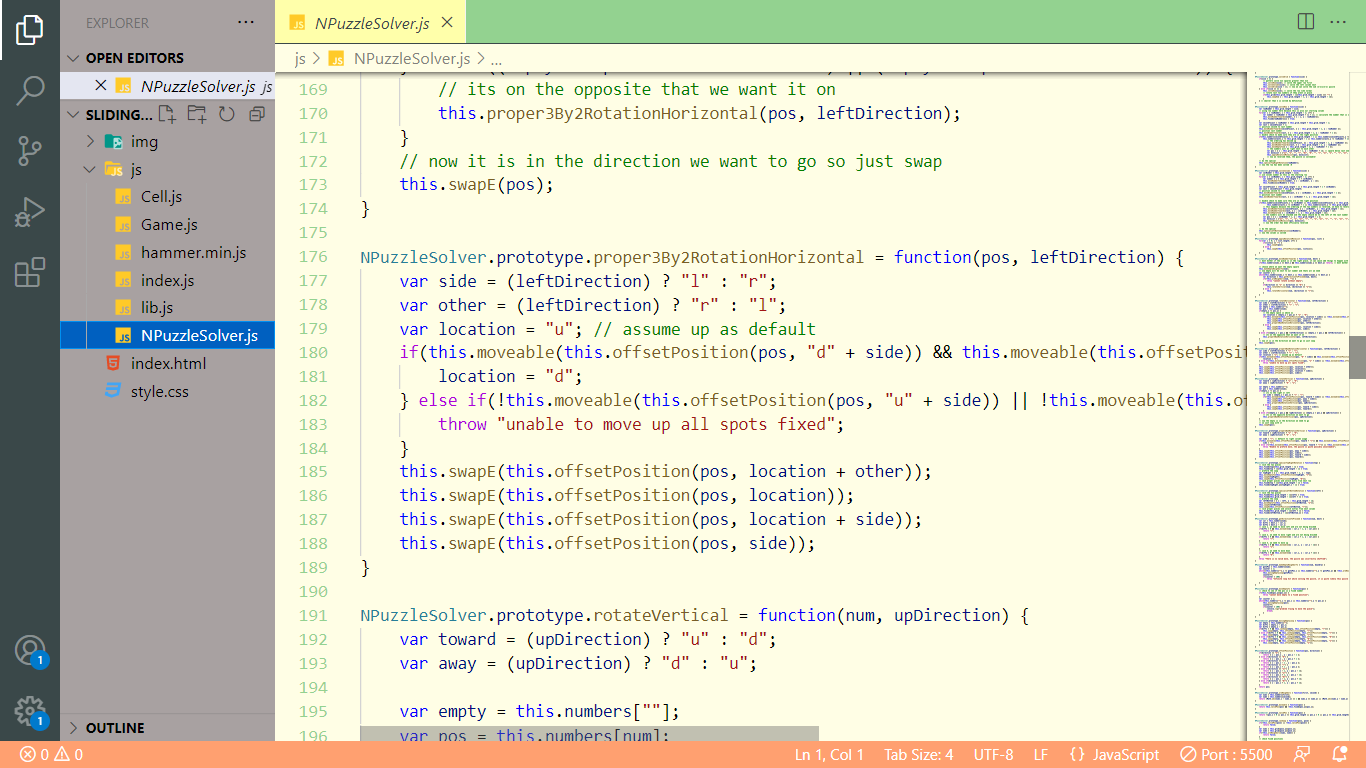 EXPLORER
OPEN EDITORS
NPuzzleSolver.js js
SLIDING...
img
js
Cell.js
Game.js
hammer.min.js
index.js
lib.js
NPuzzleSolver.js
index.html
style.css
OUTLINE
1
1
NPuzzleSolver.js
js > NPuzzleSolver.js > ...
169 // its on the opposite that we want it on
170 this.proper3By2RotationHorizontal(pos, leftDirection);
171 }
172 // now it is in the direction we want to go so just swap
173 this.swapE(pos);
174 }
175
176 NPuzzleSolver.prototype.proper3By2RotationHorizontal = function(pos, leftDirection) {
177 var side = (leftDirection) ? "l" : "r";
178 var other = (leftDirection) ? "r" : "l";
179 var location = "u"; // assume up as default
180 if(this.moveable(this.offsetPosition(pos, "d" + side)) && this.moveable(this.offsetPosit
181 location = "d";
182 } else if(!this.moveable(this.offsetPosition(pos, "u" + side)) || !this.moveable(this.of
183 throw "unable to move up all spots fixed";
184 }
185 this.swapE(this.offsetPosition(pos, location + other));
186 this.swapE(this.offsetPosition(pos, location));
187 this.swapE(this.offsetPosition(pos, location + side));
188 this.swapE(this.offsetPosition(pos, side));
189 }
190
191 NPuzzleSolver.prototype.rotateVertical = function(num, upDirection) {
192 var toward = (upDirection) ? "u" : "d";
193 var away = (upDirection) ? "d" : "u";
194
195 var empty = this.numbers[""];
196 var pos = this.numbers[num];
0 0 Ln 1, Col 1 Tab Size: 4 UTF-8 LF {} JavaScript Port : 5500